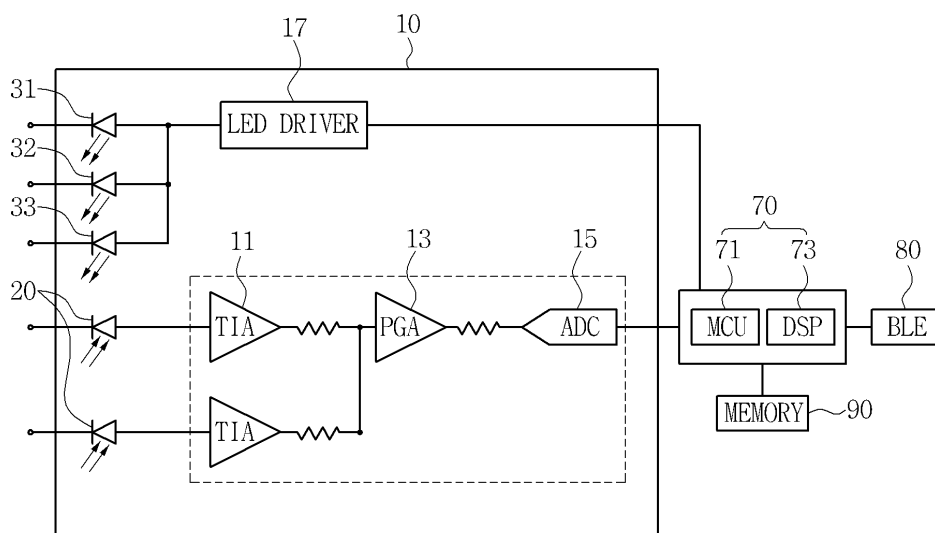 10
17
31
LED DRIVER
32
33
70
11
13
15
71
73
80
20
TIA
PGA
ADC
MCU
DSP
BLE
TIA
MEMORY
90